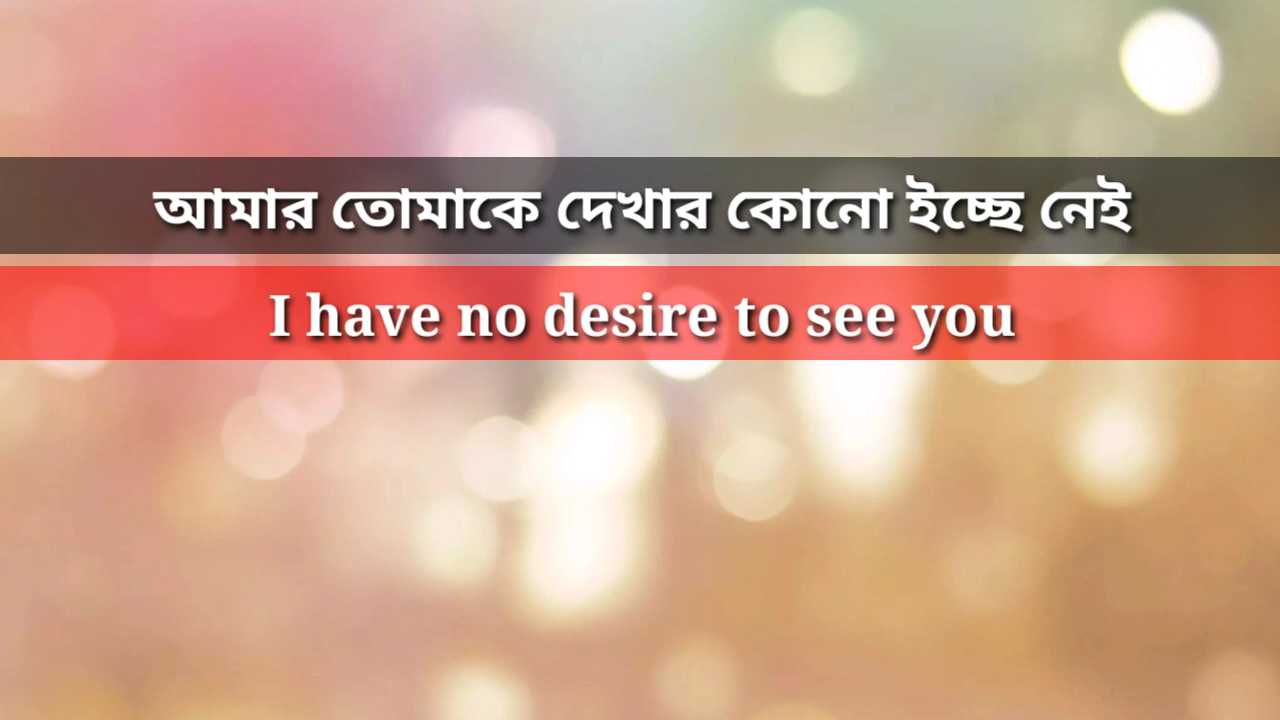 আমার তোমাকে দেখার কোনো ইচ্ছে নেই
I have no desire to see you